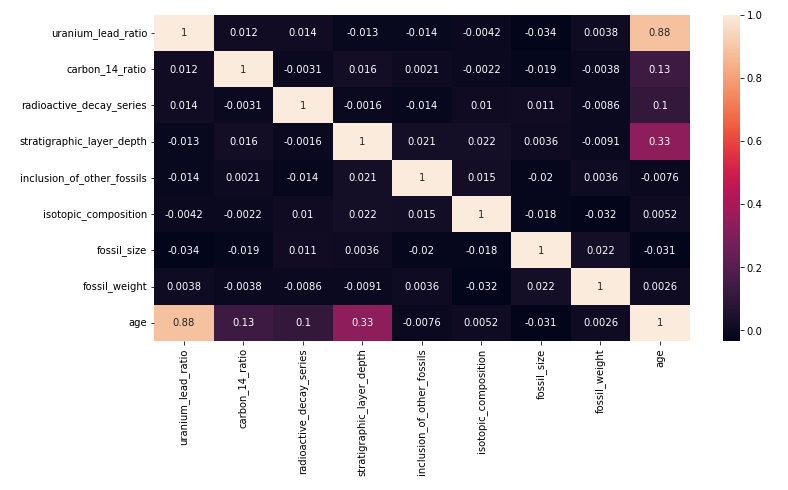 uranium_lead_ratio 1 0.012 0.014 -0.013 -0.014 -0.0042 -0.034 0.0038 0.88
carbon_14_ratio 0.012 1 -0.0031 0.016 0.0021 -0.0022 -0.019 -0.0038 0.13
radioactive_decay_series 0.014 -0.0031 1 -0.0016 -0.014 0.01 0.011 -0.0086 0.1
stratigraphic_layer_depth -0.013 0.016 -0.0016 1 0.021 0.022 0.0036 -0.0091 0.33
inclusion_of_other_fossils -0.014 0.0021 -0.014 0.021 1 0.015 -0.02 0.0036 -0.0076
isotopic_composition -0.0042 -0.0022 0.01 0.022 0.015 1 -0.018 -0.032 0.0052
fossil_size -0.034 -0.019 0.011 0.0036 -0.02 -0.018 1 0.022 -0.031
fossil_weight 0.0038 -0.0038 -0.0086 -0.0091 0.0036 -0.032 0.022 1 0.0026
age 0.88 0.13 0.1 0.33 -0.0076 0.0052 -0.031 0.0026 1
uranium_lead_ratio
carbon_14_ratio
radioactive_decay_series
stratigraphic_layer_depth
inclusion_of_other_fossils
isotopic_composition
fossil_size
fossil_weight
age
1.0
0.8
0.6
0.4
0.2
0.0